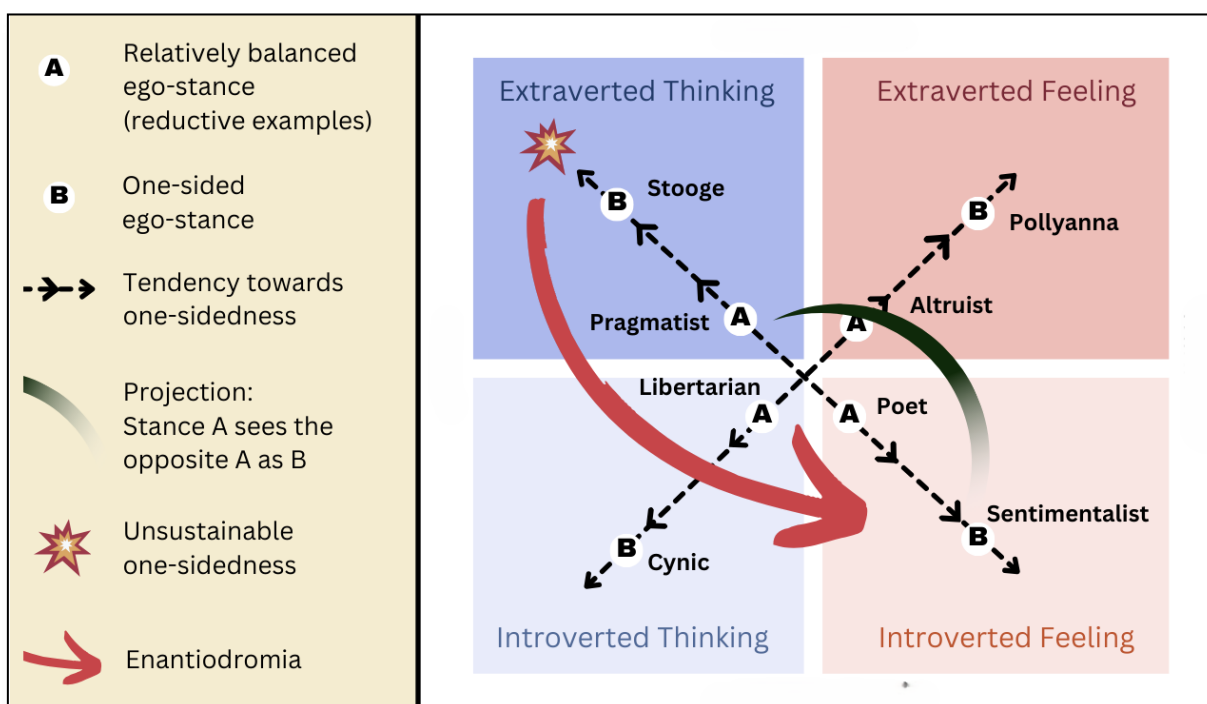 A
Relatively balanced
ego-stance
(reductive examples)
B
One-sided
ego-stance
Tendency towards
one-sidedness
Projection:
Stance A sees the
opposite A as B
Unsustainable
one-sidedness
Enantiodromia
Extraverted Thinking
Extraverted Feeling
B
Stooge
B
Pollyanna
Pragmatist
A
A
Altruist
Libertarian
A
A
Poet
B
Cynic
Sentimentalist
B
Introverted Thinking
Introverted Feeling